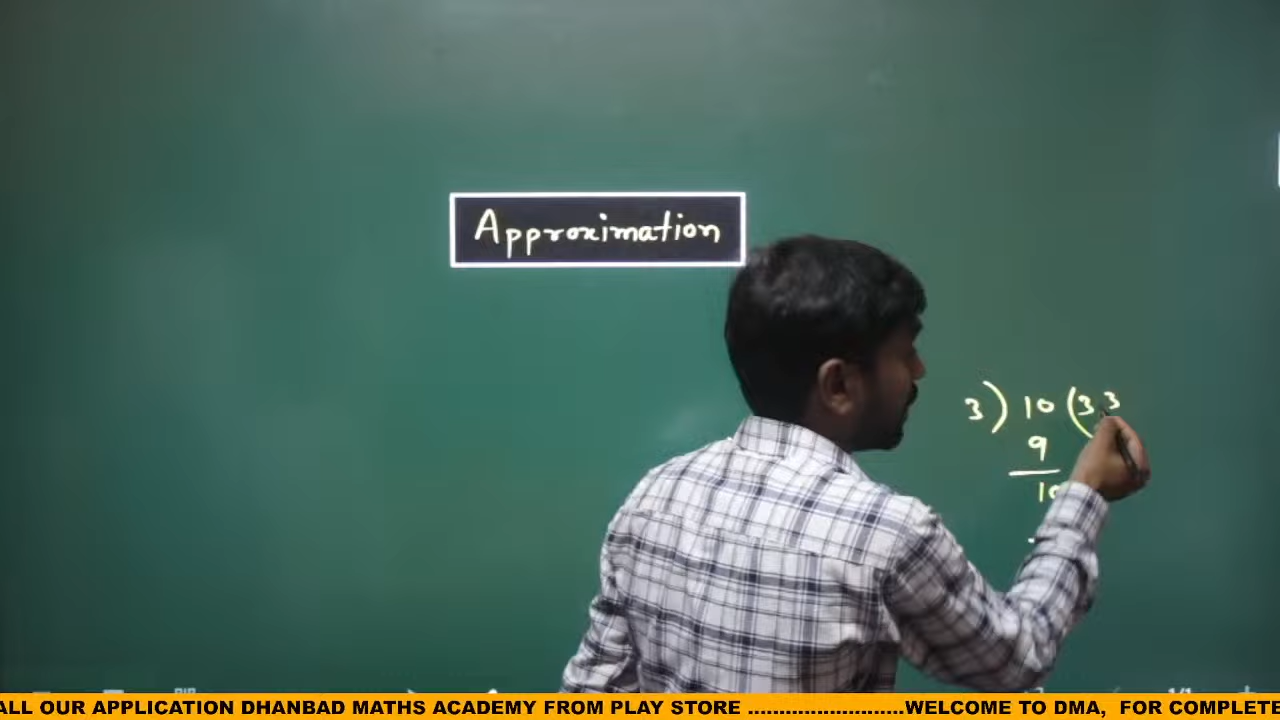 Approximation
3) 10 (3.3
9
10
ALL OUR APPLICATION DHANBAD MATHS ACADEMY FROM PLAY STORE ........................WELCOME TO DMA, FOR COMPLETE